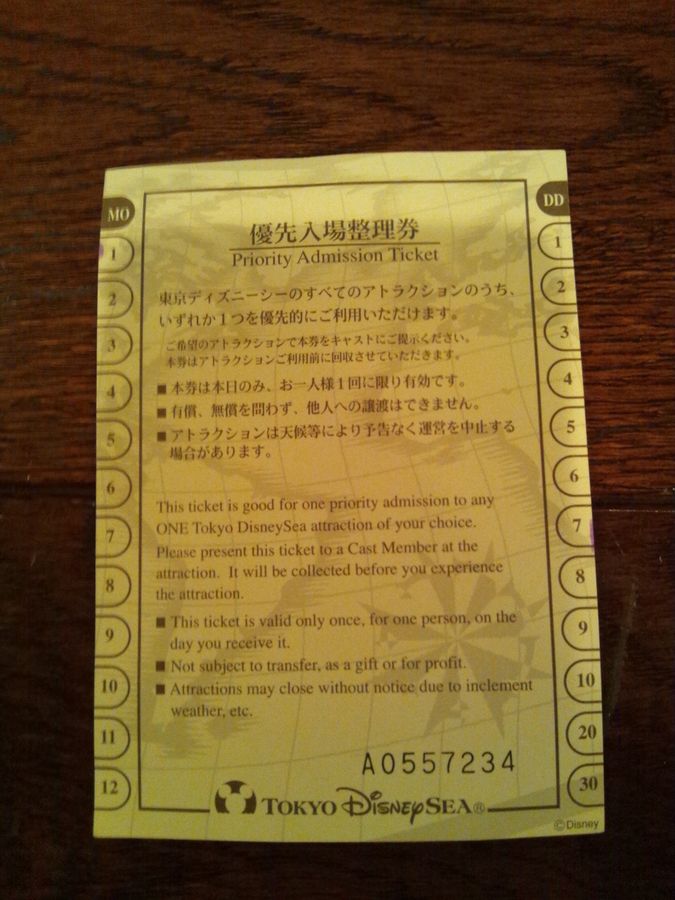 MO
DD
優先入場整理券
Priority Admission Ticket
東京ディズニーシーのすべてのアトラクションのうち、
いずれか1つを優先的にご利用いただけます。
ご希望のアトラクションで本券をキャストにご提示ください。
本券はアトラクションご利用前に回収させていただきます。
■ 本券は本日のみ、お一人様1回に限り有効です。
■ 有償、無償を問わず、他人への譲渡はできません。
■ アトラクションは天候等により予告なく運営を中止する
場合があります。
This ticket is good for one priority admission to any
ONE Tokyo DisneySea attraction of your choice.
Please present this ticket to a Cast Member at the
attraction. It will be collected before you experience
the attraction.
■ This ticket is valid only once, for one person, on the
day you receive it.
■ Not subject to transfer, as a gift or for profit.
■ Attractions may close without notice due to inclement
weather, etc.
A0557234
TOKYO DISNEYSEA®
©Disney
1
2
3
4
5
6
7
8
9
10
11
12
1
2
3
4
5
6
7
8
9
10
20
30